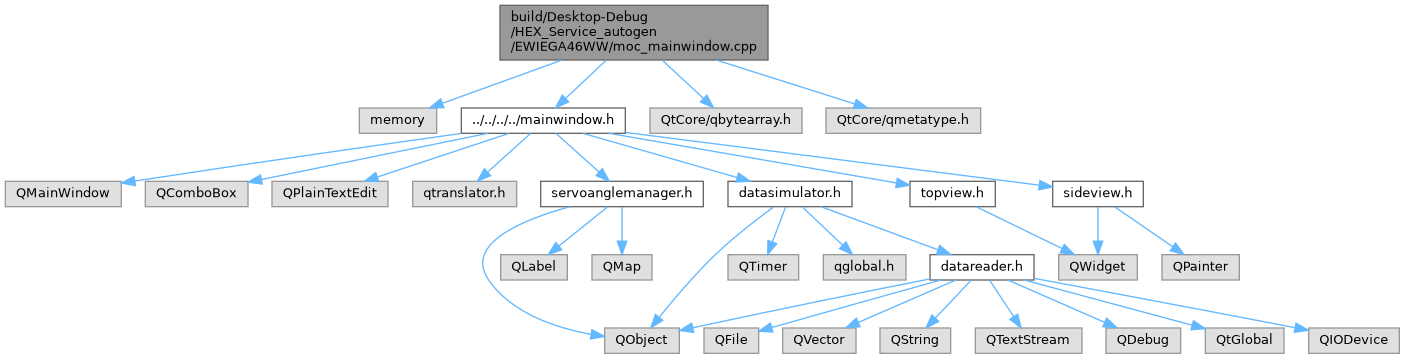 build/Desktop-Debug
/HEX_Service_autogen
/EWIEGA46WW/moc_mainwindow.cpp
memory
../../../../mainwindow.h
QtCore/qbytearray.h
QtCore/qmetatype.h
QMainWindow
QComboBox
QPlainTextEdit
qtranslator.h
servoanglemanager.h
datasimulator.h
topview.h
sideview.h
QLabel
QMap
QTimer
qglobal.h
datareader.h
QWidget
QPainter
QObject
QFile
QVector
QString
QTextStream
QDebug
QtGlobal
QIODevice